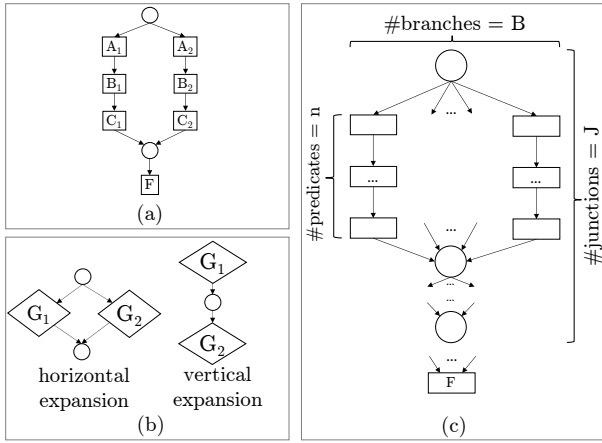 A1 A2
B1 B2
C1 C2
F
(a)
G1 G2
horizontal
expansion
G1
G2
vertical
expansion
(b)
#branches = B
#predicates = n
#junctions = J
...
... ...
...
...
...
...
...
F
(c)